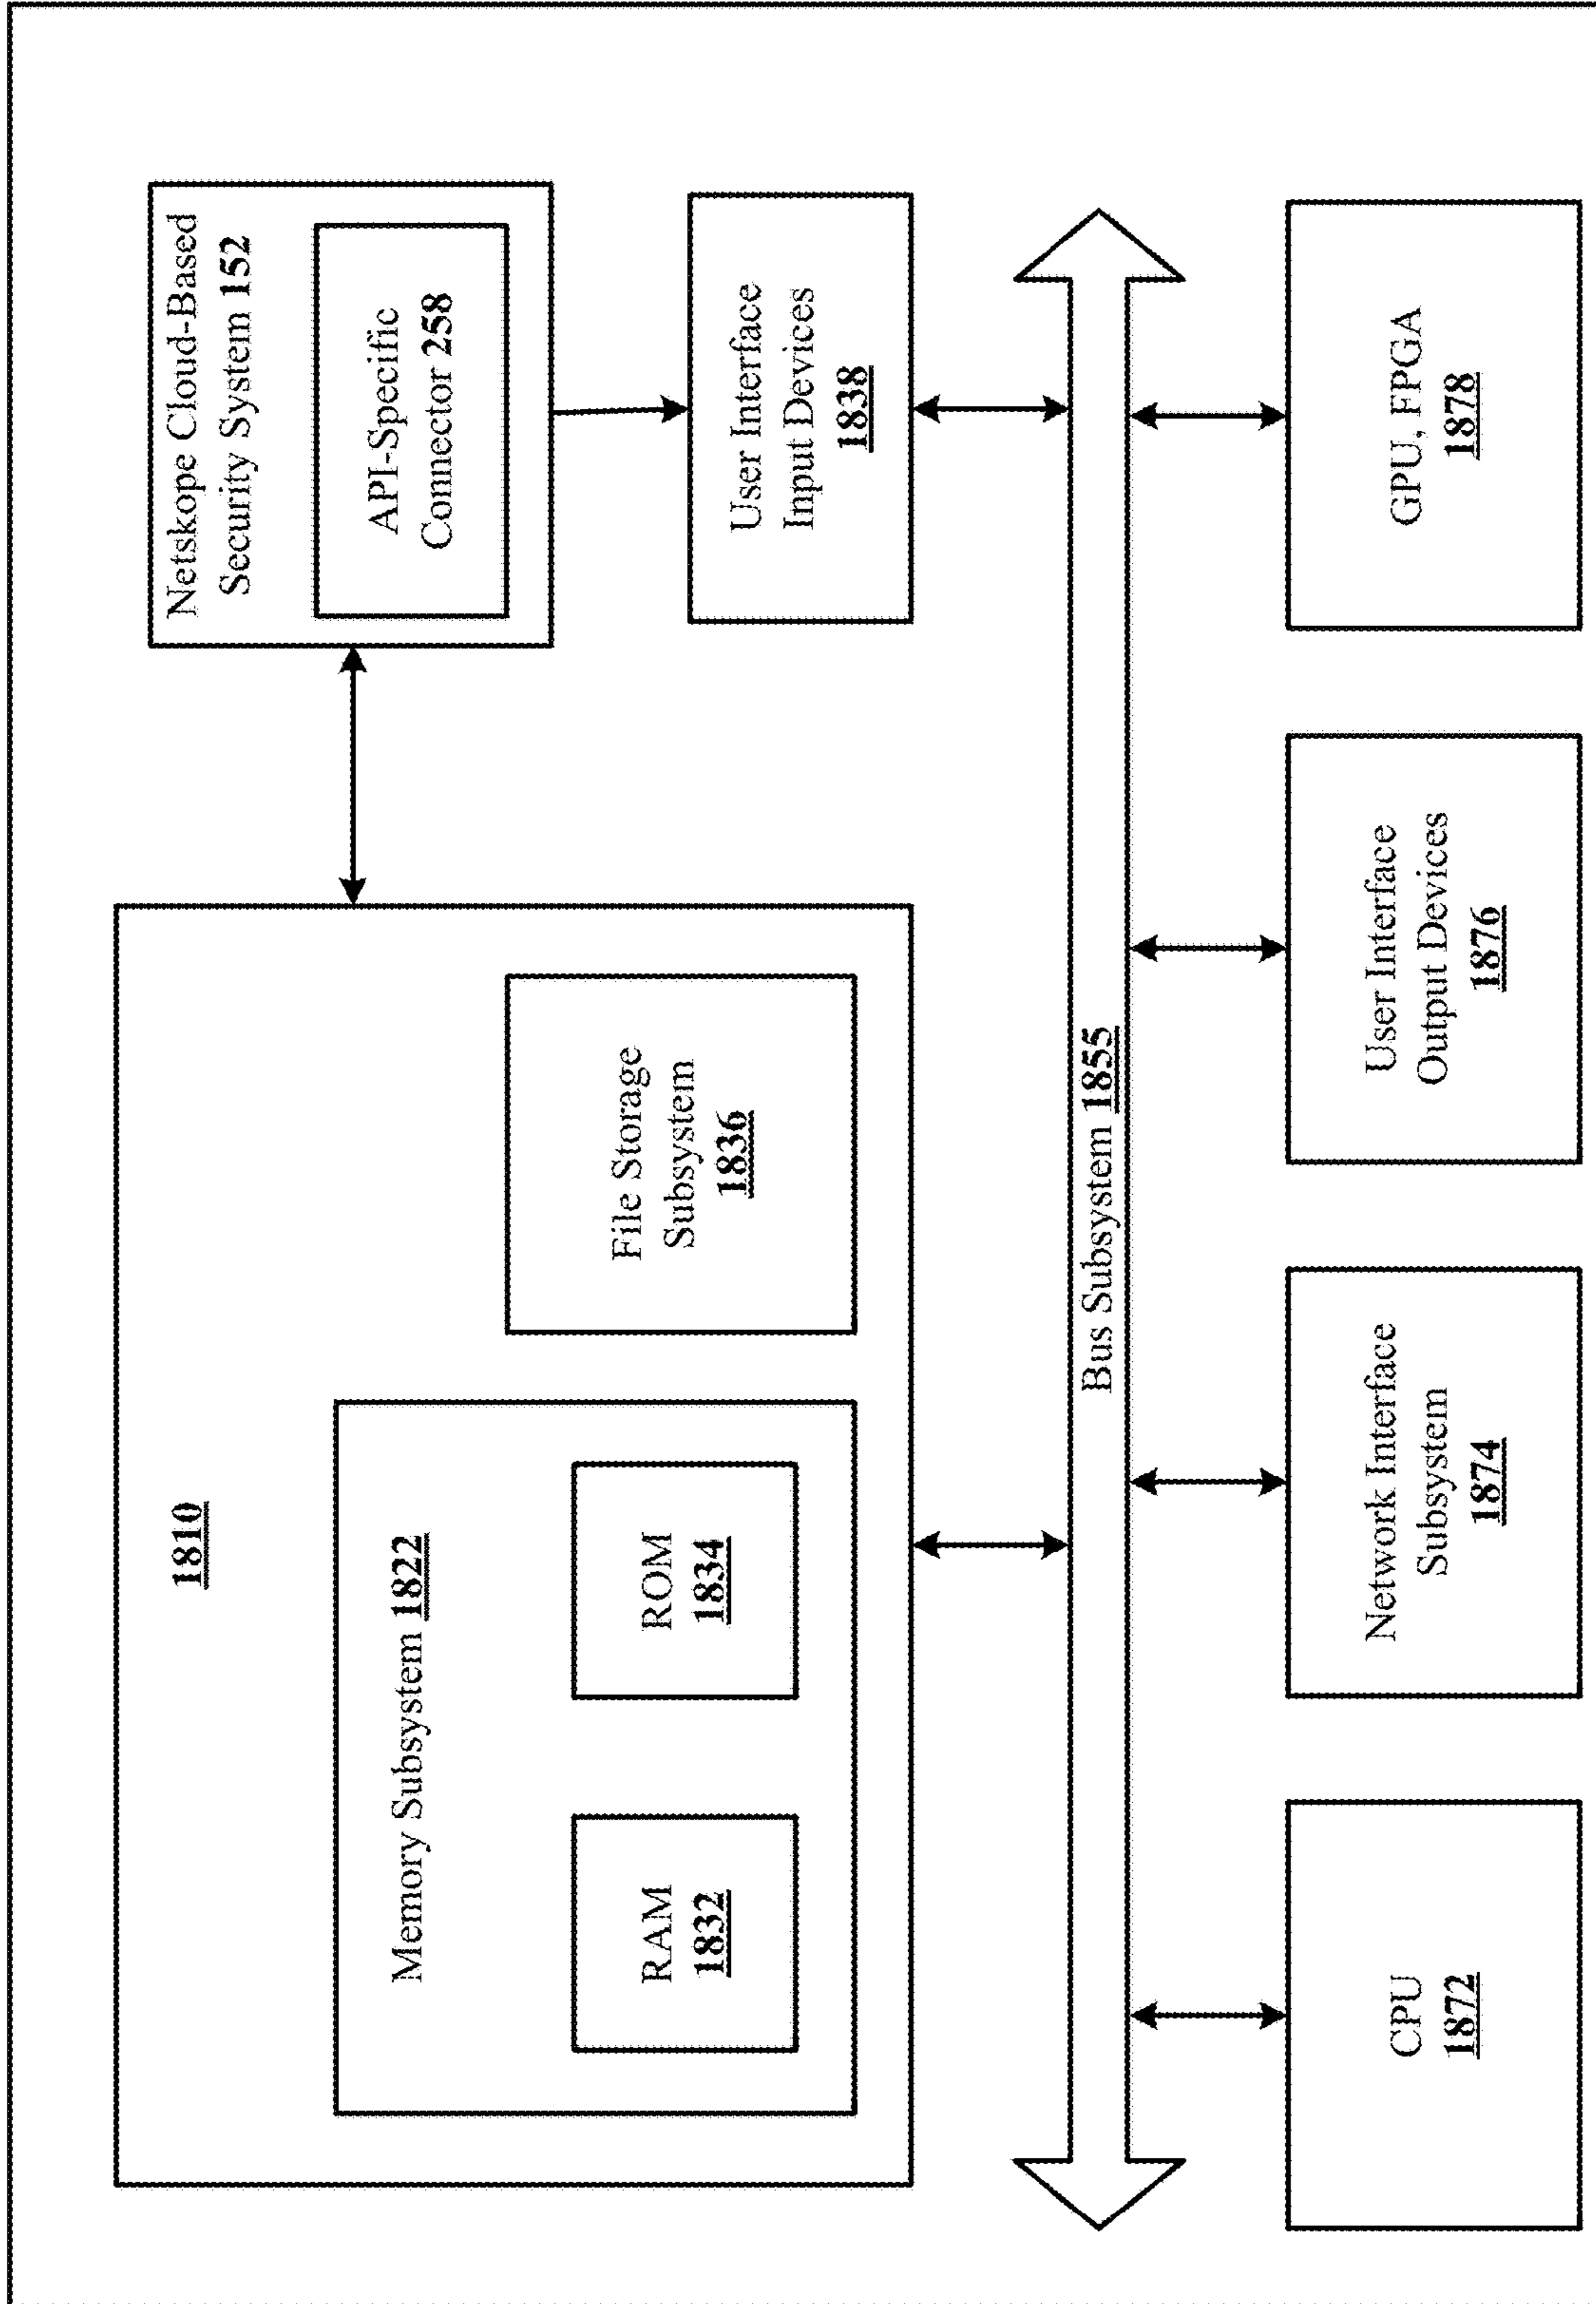 1810
Memory Subsystem 1822
RAM
1832
ROM
1834
File Storage
Subsystem
1836
Netskope Cloud-Based
Security System 152
API-Specific
Connector 258
User Interface
Input Devices
1838
Bus Subsystem 1855
CPU
1872
Network Interface
Subsystem
1874
User Interface
Output Devices
1876
GPU, FPGA
1878